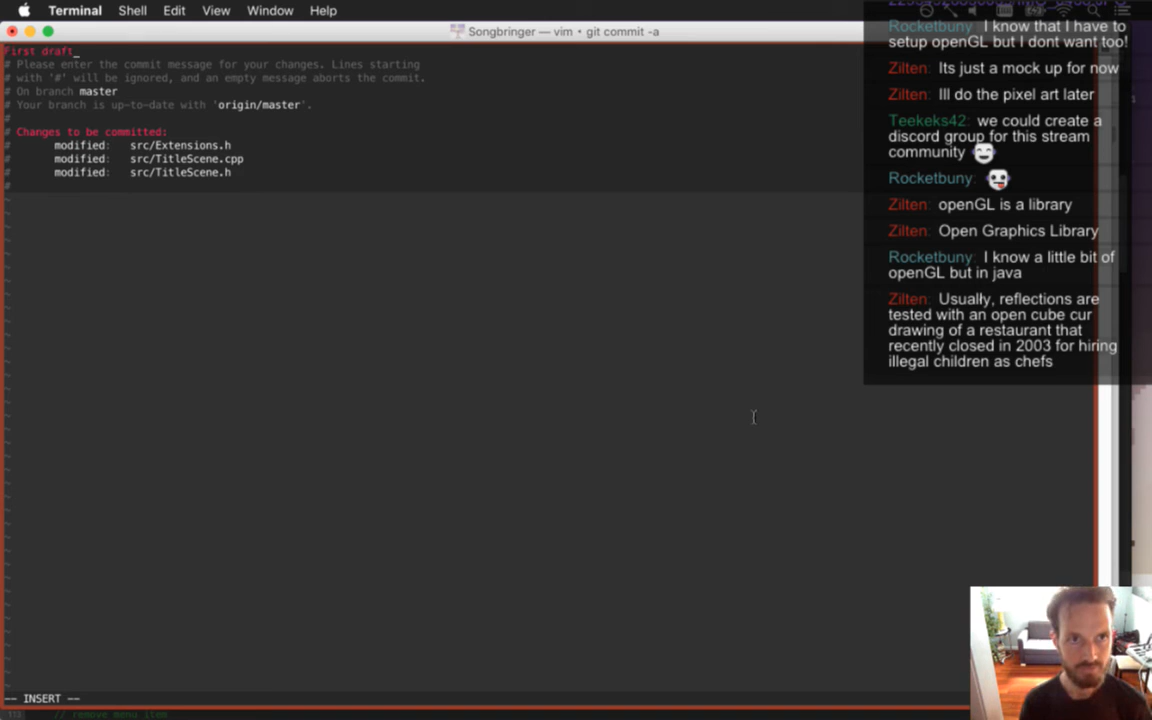 Terminal Shell Edit View Window Help
Songbringer — vim • git commit -a
First draft_
# Please enter the commit message for your changes. Lines starting
# with '#' will be ignored, and an empty message aborts the commit.
# On branch master
# Your branch is up-to-date with 'origin/master'.
#
# Changes to be committed:
# modified: src/Extensions.h
# modified: src/TitleScene.cpp
# modified: src/TitleScene.h
#
-- INSERT --
// remove menu item
Rocketbuny: I know that I have to
setup openGL but I dont want too!
Zilten: Its just a mock up for now
Zilten: Ill do the pixel art later
Teekeks42: we could create a
discord group for this stream
community
Rocketbuny:
Zilten: openGL is a library
Zilten: Open Graphics Library
Rocketbuny: I know a little bit of
openGL but in java
Zilten: Usually, reflections are
tested with an open cube cur
drawing of a restaurant that
recently closed in 2003 for hiring
illegal children as chefs